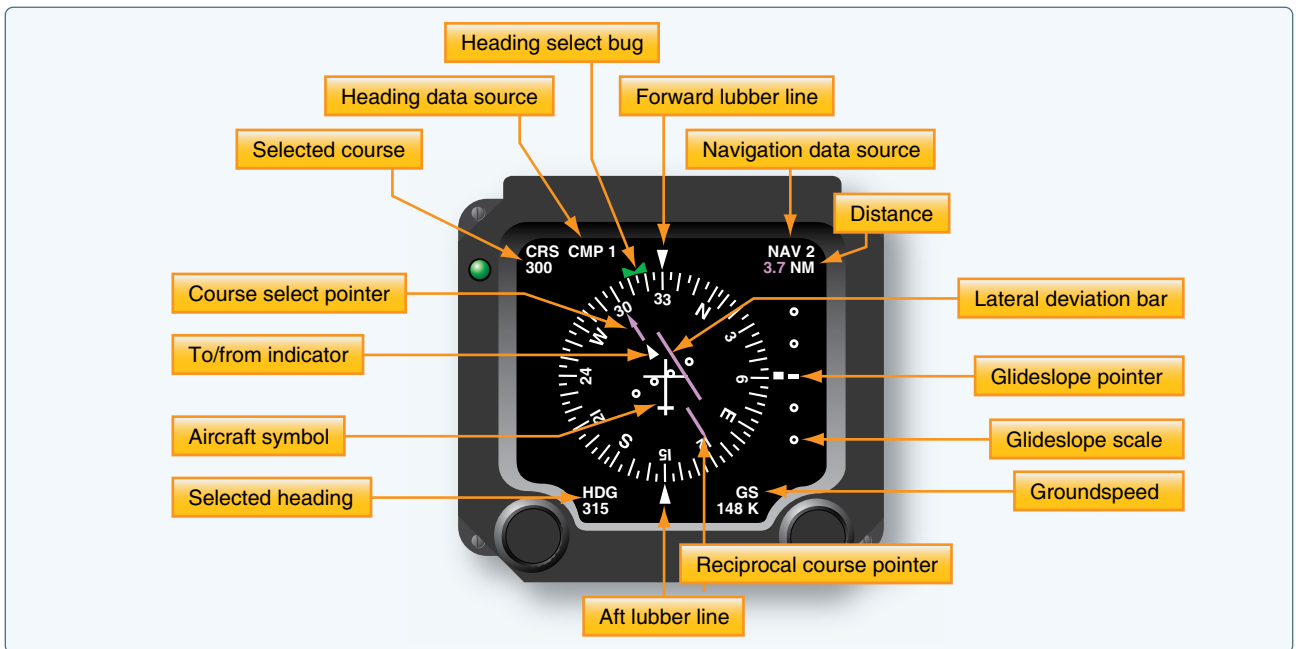 Heading select bug
Heading data source
Forward lubber line
Selected course
Navigation data source
Distance
CRS CMP 1
300
NAV 2
3.7 NM
Course select pointer
Lateral deviation bar
To/from indicator
Glideslope pointer
Aircraft symbol
Glideslope scale
Selected heading
Groundspeed
33
N
3
6
E
15
S
21
24
W
30
HDG
315
GS
148 K
Reciprocal course pointer
Aft lubber line